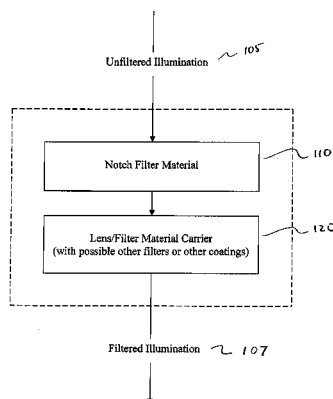 Unfiltered Illumination 105
Notch Filter Material 110
Lens/Filter Material Carrier 120
(with possible other filters or other coatings)
Filtered Illumination 107